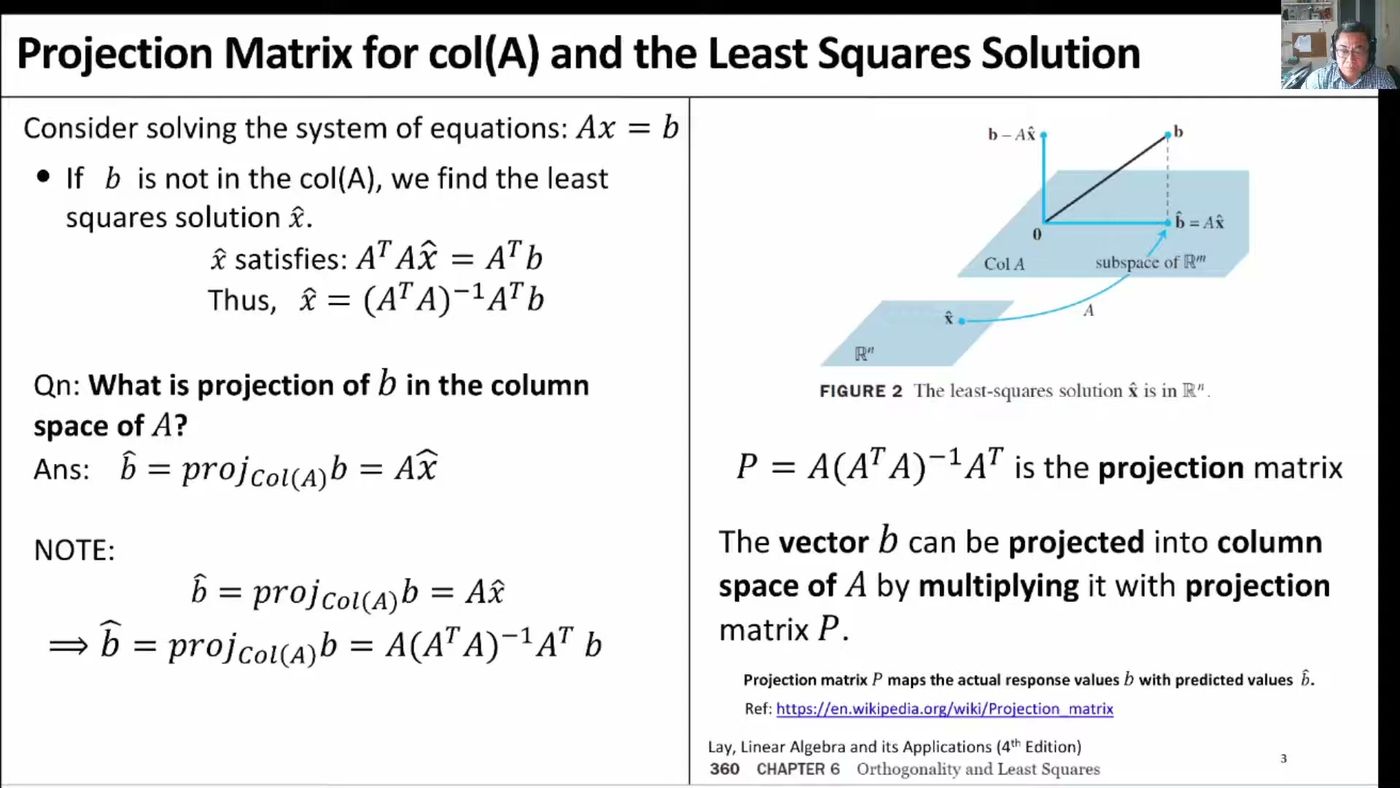 Projection Matrix for col(A) and the Least Squares Solution
Consider solving the system of equations: Ax = b
• If b is not in the col(A), we find the least
squares solution x̂.
x̂ satisfies: AᵀAx̂ = Aᵀb
Thus, x̂ = (AᵀA)⁻¹Aᵀb
Qn: What is projection of b in the column
space of A?
Ans: b̂ = proj_Col(A) b = Ax̂
NOTE:
b̂ = proj_Col(A) b = Ax̂
⟹ b̂ = proj_Col(A) b = A(AᵀA)⁻¹Aᵀ b
b – Ax̂
b
0
b̂ = Ax̂
Col A
subspace of ℝᵐ
A
x̂
ℝⁿ
FIGURE 2 The least-squares solution x̂ is in ℝⁿ.
P = A(AᵀA)⁻¹Aᵀ is the projection matrix
The vector b can be projected into column
space of A by multiplying it with projection
matrix P.
Projection matrix P maps the actual response values b with predicted values b̂.
Ref: https://en.wikipedia.org/wiki/Projection_matrix
Lay, Linear Algebra and its Applications (4th Edition)
360 CHAPTER 6 Orthogonality and Least Squares
3